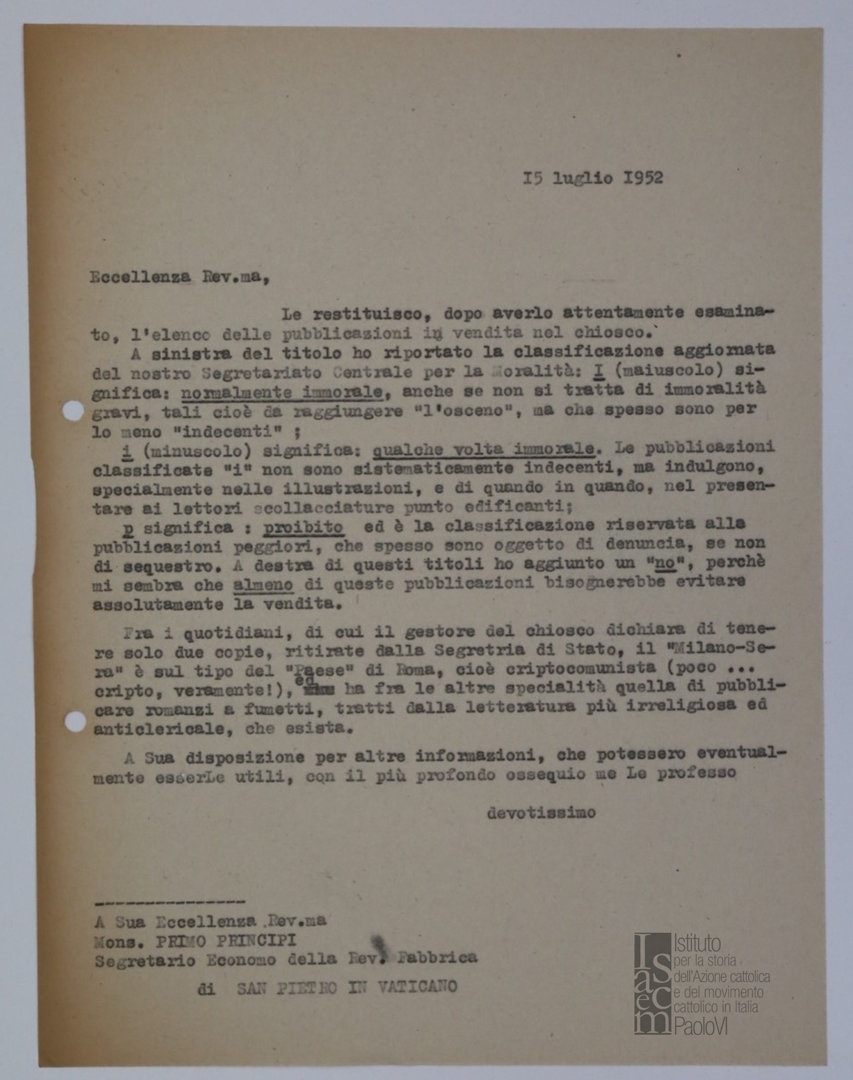 I5 luglio I952
Eccellenza Rev.ma,
Le restituisco, dopo averlo attentamente esamina-
to, l'elenco delle pubblicazioni in vendita nel chiosco.
A sinistra del titolo ho riportato la classificazione aggiornata
del nostro Segretariato Centrale per la Moralità: I (maiuscolo) si-
gnifica: normalmente immorale, anche se non si tratta di immoralità
gravi, tali cioè da raggiungere "l'osceno", ma che spesso sono per
lo meno "indecenti" ;
i (minuscolo) significa: qualche volta immorale. Le pubblicazioni
classificate "i" non sono sistematicamente indecenti, ma indulgono,
specialmente nelle illustrazioni, e di quando in quando, nel presen-
tare ai lettori scollacciature punto edificanti;
p significa : proibito ed è la classificazione riservata alle
pubblicazioni peggiori, che spesso sono oggetto di denuncia, se non
di sequestro. A destra di questi titoli ho aggiunto un "no", perchè
mi sembra che almeno di queste pubblicazioni bisognerebbe evitare
assolutamente la vendita.
Fra i quotidiani, di cui il gestore del chiosco dichiara di tene-
re solo due copie, ritirate dalla Segretria di Stato, il "Milano-Se-
ra" è sul tipo del "Paese" di Roma, cioè criptocomunista (poco ...
cripto, veramente!), ed ha fra le altre specialità quella di pubbli-
care romanzi a fumetti, tratti dalla letteratura più irreligiosa ed
anticlericale, che esista.
A Sua disposizione per altre informazioni, che potessero eventual-
mente esserLe utili, con il più profondo ossequio me Le professo
devotissimo
A Sua Eccellenza Rev.ma
Mons. PRIMO PRINCIPI
Segretario Economo della Rev. Fabbrica
di SAN PIETRO IN VATICANO
Isacem
Istituto
per la storia
dell'Azione cattolica
e del movimento
cattolico in Italia
PaoloVI